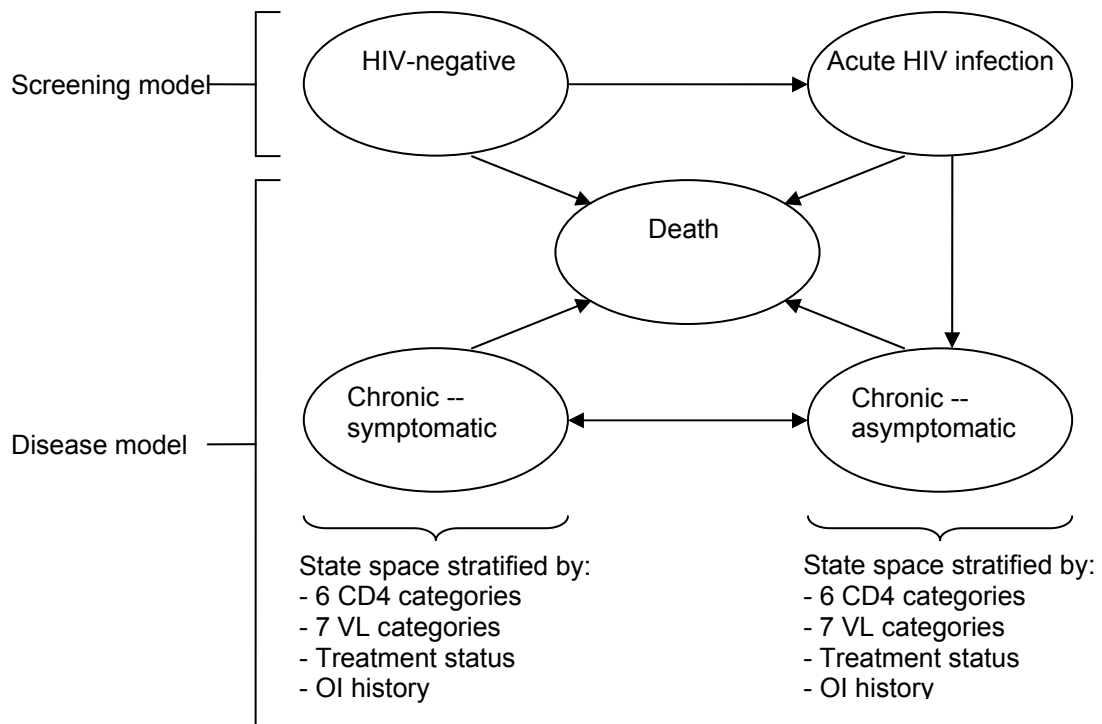 HIV-negative
Acute HIV infection
Screening model
Death
Chronic --
symptomatic
Chronic --
asymptomatic
Disease model
State space stratified by:
- 6 CD4 categories
- 7 VL categories
- Treatment status
- OI history
State space stratified by:
- 6 CD4 categories
- 7 VL categories
- Treatment status
- OI history